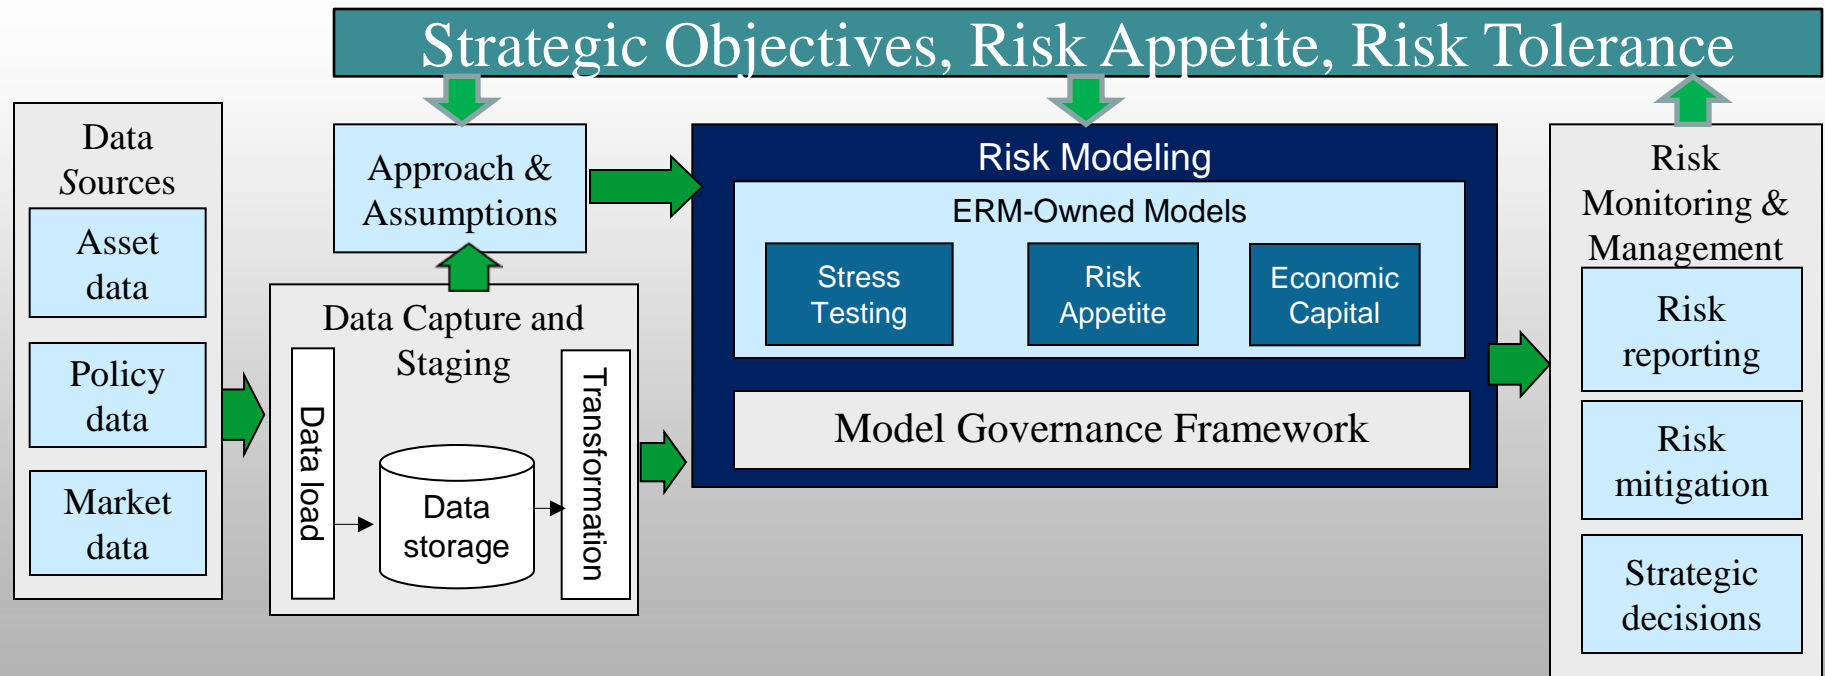 Strategic Objectives, Risk Appetite, Risk Tolerance
Data
Sources
Asset
data
Policy
data
Market
data
Approach &
Assumptions
Data Capture and
Staging
Data load
Data
storage
Transformation
Risk Modeling
ERM-Owned Models
Stress
Testing
Risk
Appetite
Economic
Capital
Model Governance Framework
Risk
Monitoring &
Management
Risk
reporting
Risk
mitigation
Strategic
decisions